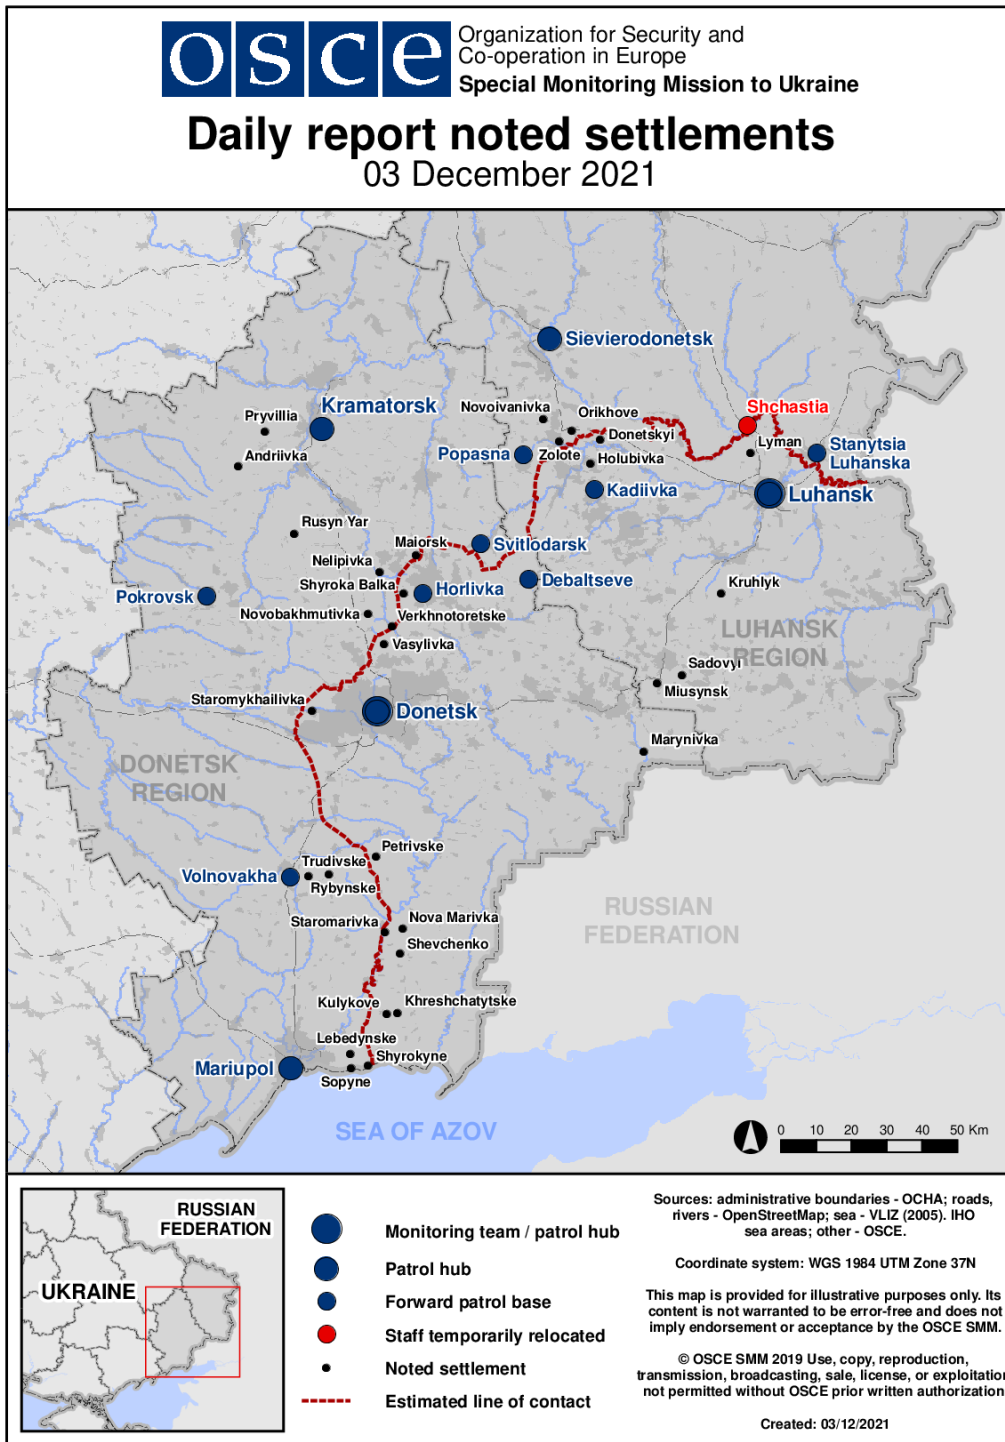 osce
Organization for Security and
Co-operation in Europe
Special Monitoring Mission to Ukraine
Daily report noted settlements
03 December 2021
Sievierodonetsk
Kramatorsk
Pryvillia
Andriivka
Novoivanivka
Orikhove
Donetskyi
Shchastia
Lyman
Stanytsia
Luhanska
Popasna
Zolote
Holubivka
Kadiivka
Luhansk
Rusyn Yar
Maiorsk
Svitlodarsk
Nelipivka
Shyroka Balka
Horlivka
Debaltseve
Kruhlyk
Pokrovsk
Novobakhmutivka
Verkhnotoretske
Vasylivka
LUHANSK
REGION
Sadovyi
Miusynsk
Staromykhailivka
Donetsk
Marynivka
DONETSK
REGION
Petrivske
Trudivske
Volnovakha
Rybynske
Staromarivka
Nova Marivka
Shevchenko
RUSSIAN
FEDERATION
Kulykove
Khreshchatytske
Lebedynske
Shyrokyne
Mariupol
Sopyne
SEA OF AZOV
0 10 20 30 40 50 Km
RUSSIAN
FEDERATION
UKRAINE
Monitoring team / patrol hub
Patrol hub
Forward patrol base
Staff temporarily relocated
Noted settlement
Estimated line of contact
Sources: administrative boundaries - OCHA; roads,
rivers - OpenStreetMap; sea - VLIZ (2005). IHO
sea areas; other - OSCE.
Coordinate system: WGS 1984 UTM Zone 37N
This map is provided for illustrative purposes only. Its
content is not warranted to be error-free and does not
imply endorsement or acceptance by the OSCE SMM.
© OSCE SMM 2019 Use, copy, reproduction,
transmission, broadcasting, sale, license, or exploitation
not permitted without OSCE prior written authorization
Created: 03/12/2021